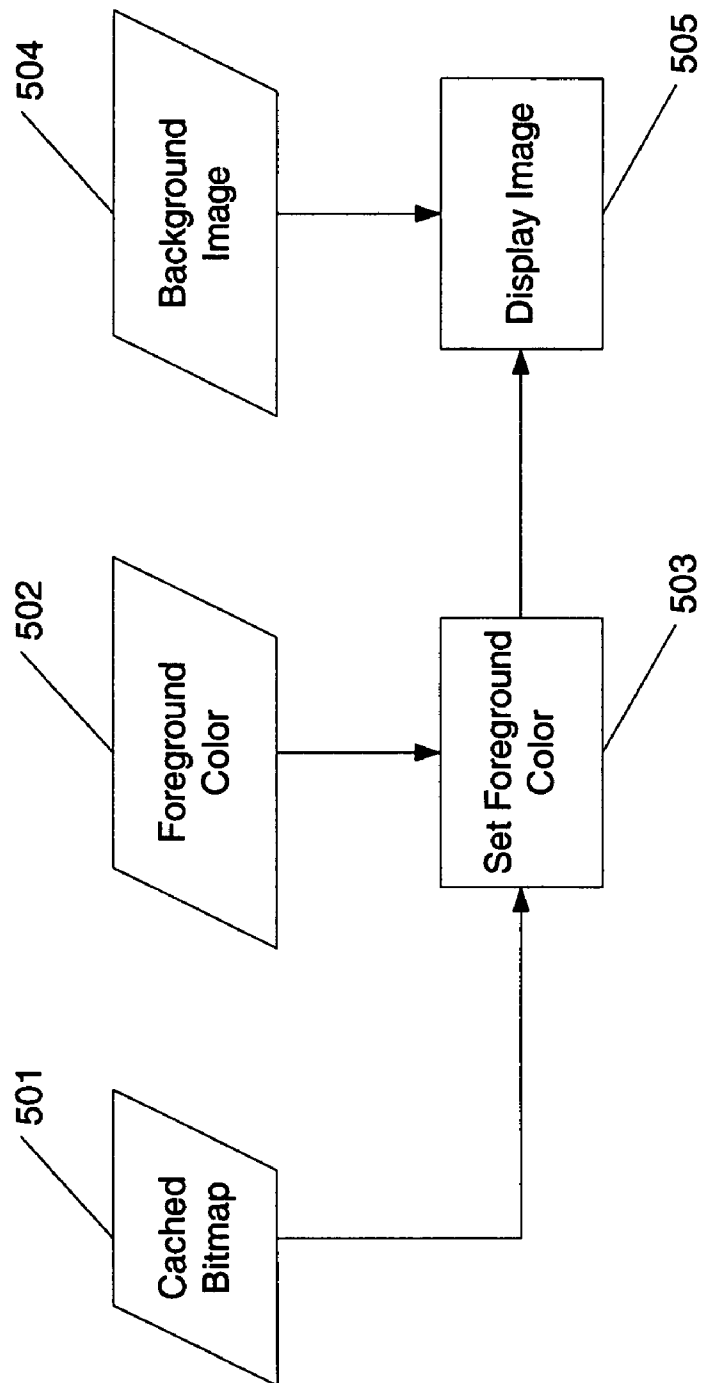 501
Cached
Bitmap
502
Foreground
Color
504
Background
Image
Set Foreground
Color
503
Display Image
505